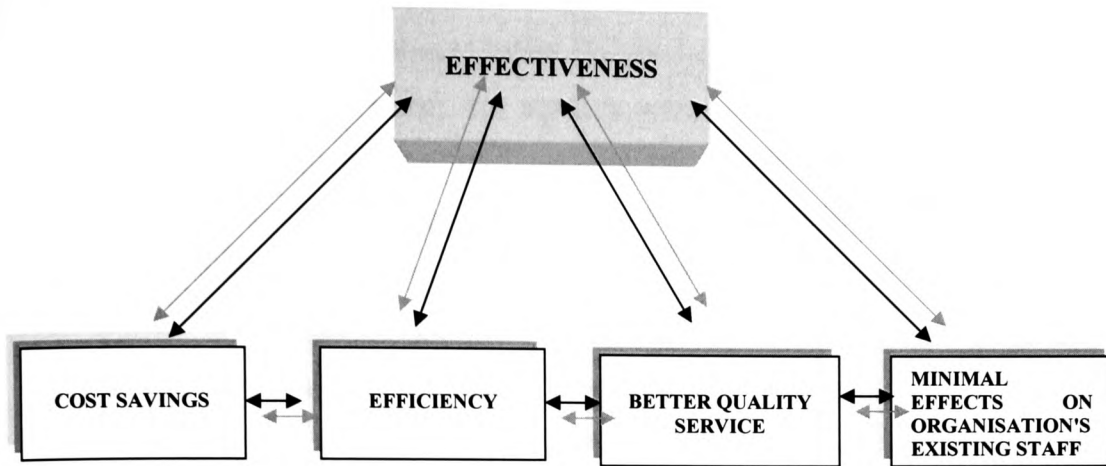 EFFECTIVENESS
COST SAVINGS
EFFICIENCY
BETTER QUALITY
SERVICE
MINIMAL
EFFECTS ON
ORGANISATION'S
EXISTING STAFF